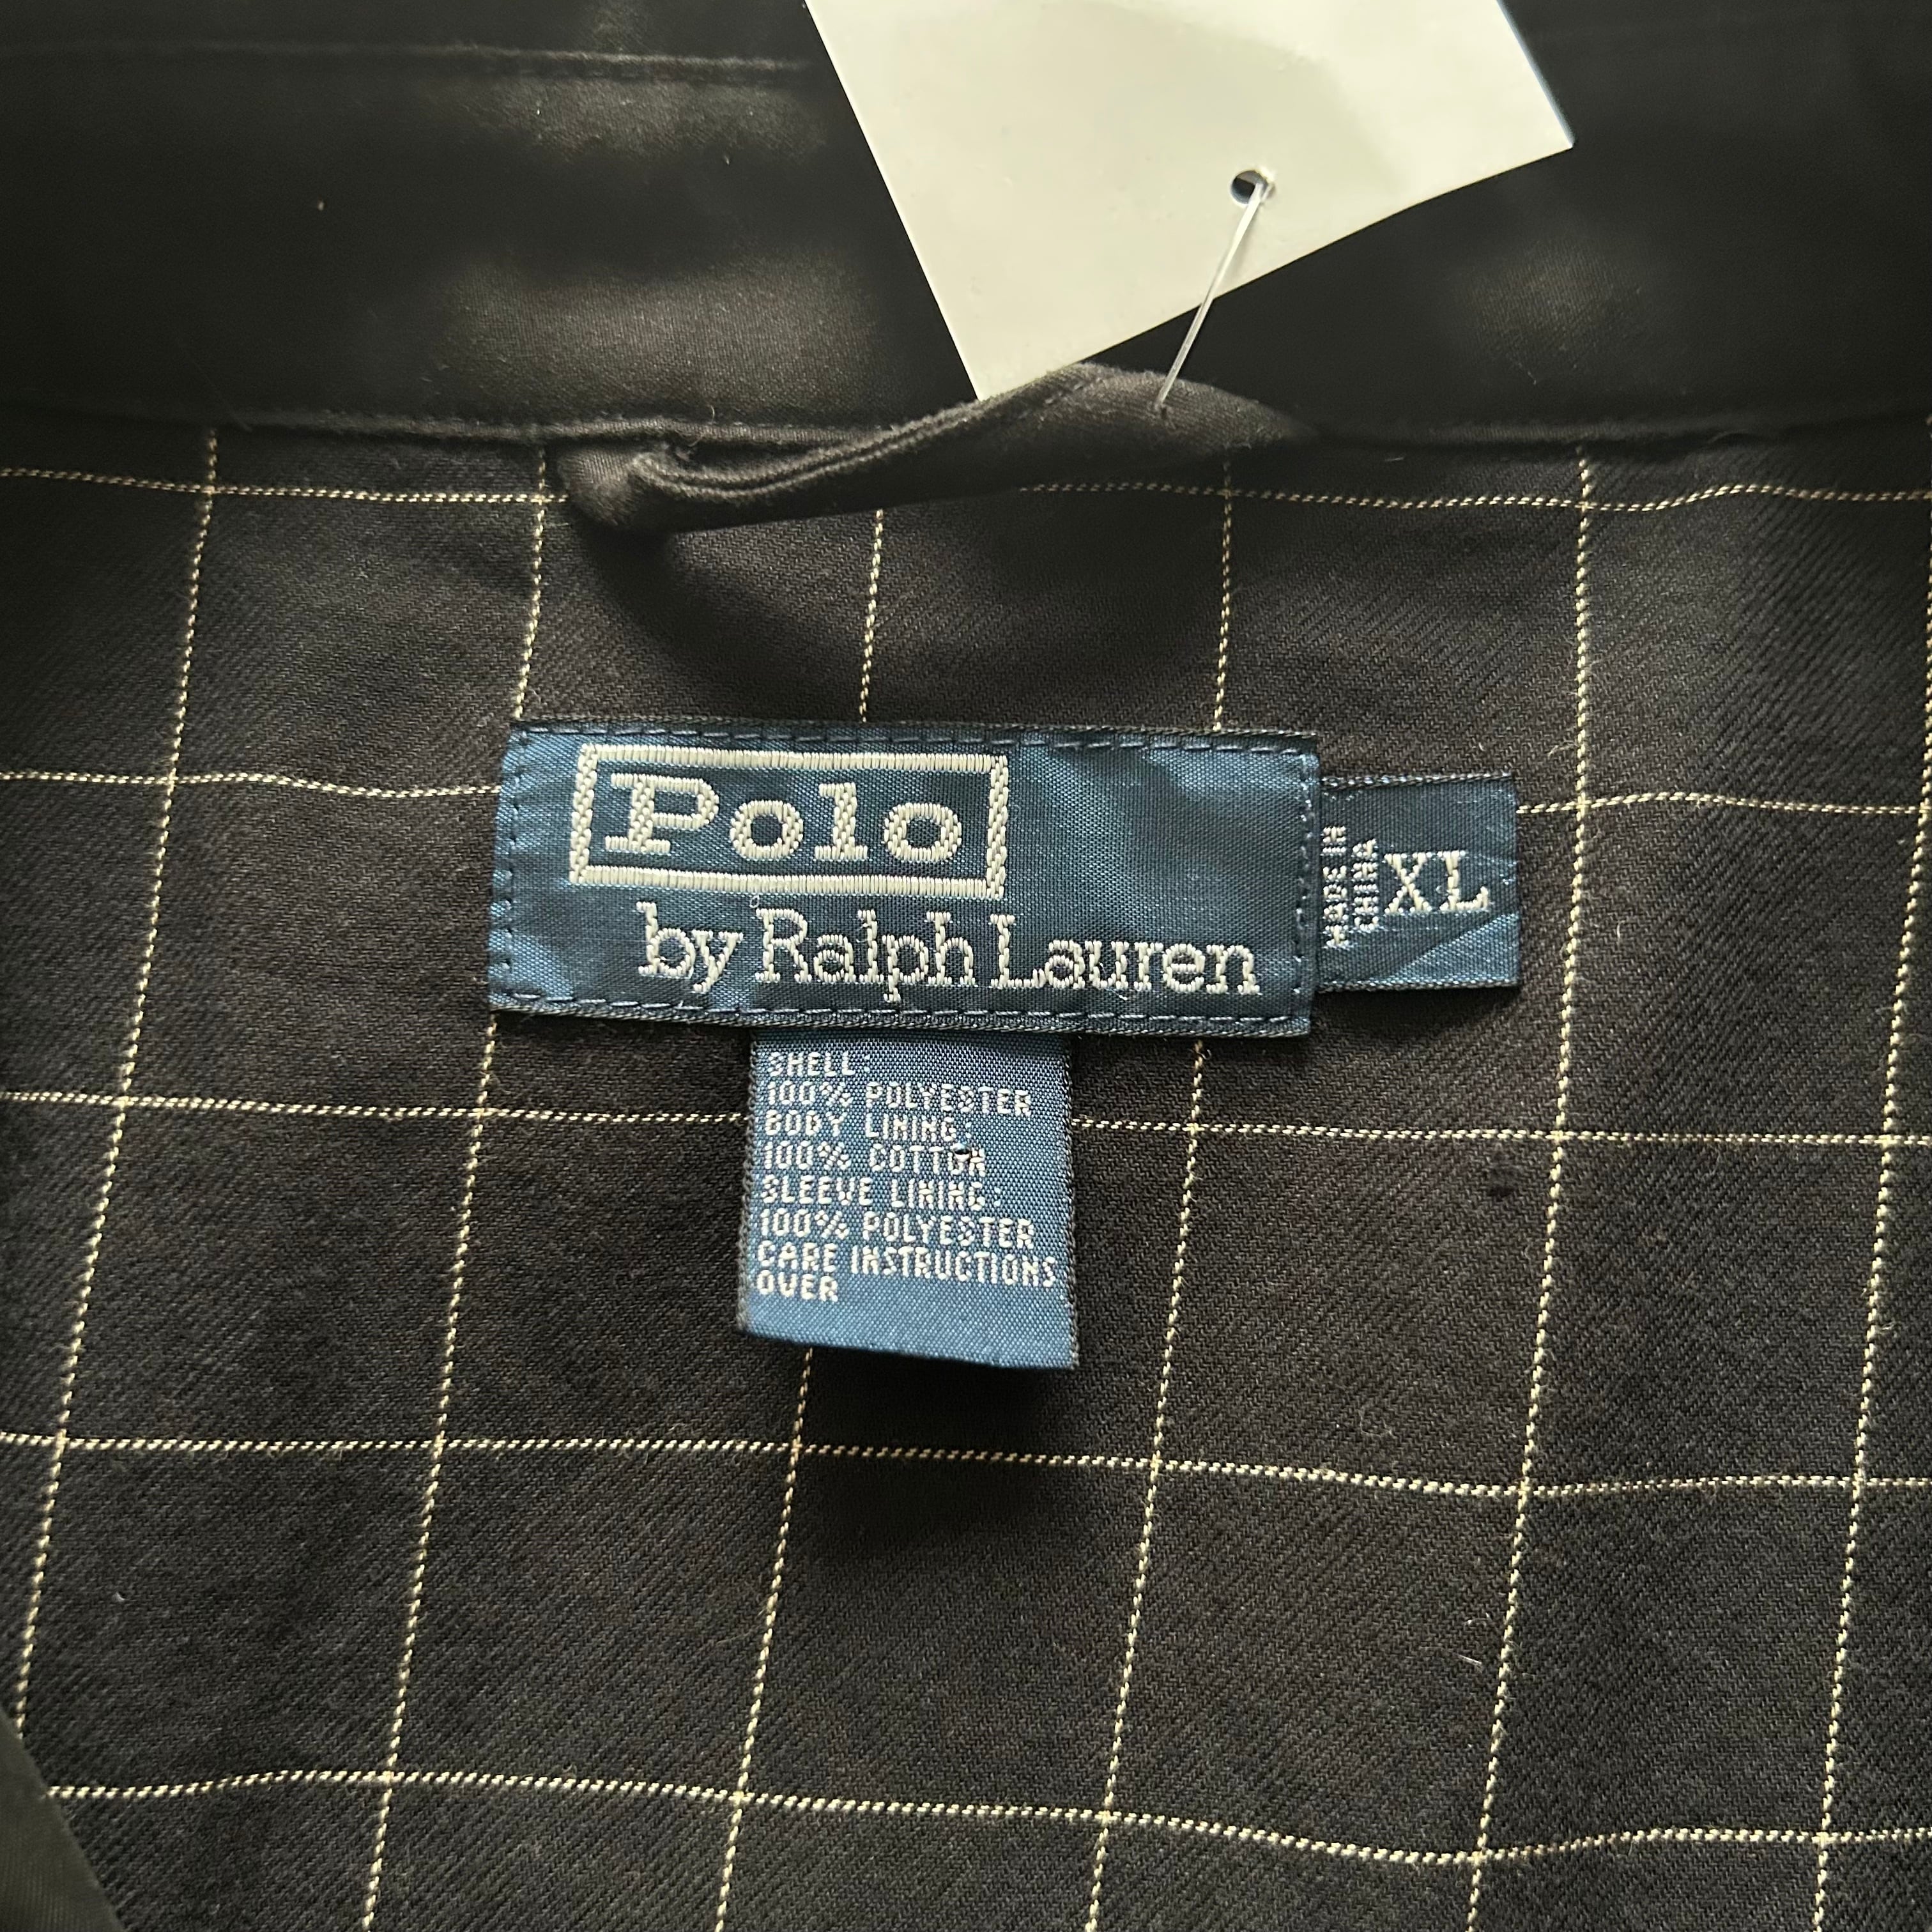 Polo
by Ralph Lauren
MADE IN
CHINA
XL
SHELL:
100% POLYESTER
BODY LINING:
100% COTTON
SLEEVE LINING:
100% POLYESTER
CARE INSTRUCTIONS
OVER